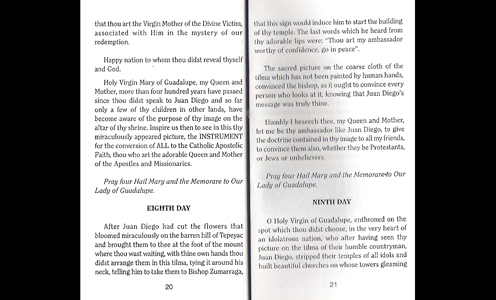 that thou art the Virgin Mother of the Divine Victim,
associated with Him in the mystery of our
redemption.
Happy nation to whom thou didst reveal thyself
and God.
Holy Virgin Mary of Guadalupe, my Queen and
Mother, more than four hundred years have passed
since thou didst speak to Juan Diego and so far
only a few of thy children in other lands, have
become aware of the purpose of thy image on the
altar of thy shrine. Inspire us then to see in this thy
miraculously appeared picture, the INSTRUMENT
for the conversion of ALL to the Catholic Apostolic
Faith, thou who art the adorable Queen and Mother
of the Apostles and Missionaries.
Pray four Hail Mary and the Memorare to Our
Lady of Guadalupe.
EIGHTH DAY
After Juan Diego had cut the flowers that
bloomed miraculously on the barren hill of Tepeyac
and brought them to thee at the foot of the mount
where thou wast waiting, with thine own hands thou
didst arrange them in this tilma, tying it around his
neck, telling him to take them to Bishop Zumarraga,
20
that this sign would induce him to start the building
of thy temple. The last words which he heard from
thy adorable lips were: "Thou art my ambassador
worthy of confidence, go in peace".
The sacred picture on the coarse cloth of the
tilma which has not been painted by human hands,
convinced the bishop, as it ought to convince every
person who looks at it, knowing that Juan Diego's
message was truly thine.
Humbly I beseech thee, my Queen and Mother,
let me be thy ambassador like Juan Diego, to give
the doctrine contained in thy image to all my friends,
to convince them also, whether they be Protestants,
or Jews or unbelievers.
Pray four Hail Mary and the Memorare to Our
Lady of Guadalupe.
NINTH DAY
O Holy Virgin of Guadalupe, enthroned on the
spot which thou didst choose, in the very heart of
an idolatrous nation, who after having seen thy
picture on the tilma of their humble countryman,
Juan Diego, stripped their temples of all idols and
built beautiful churches on whose towers gleaming
21